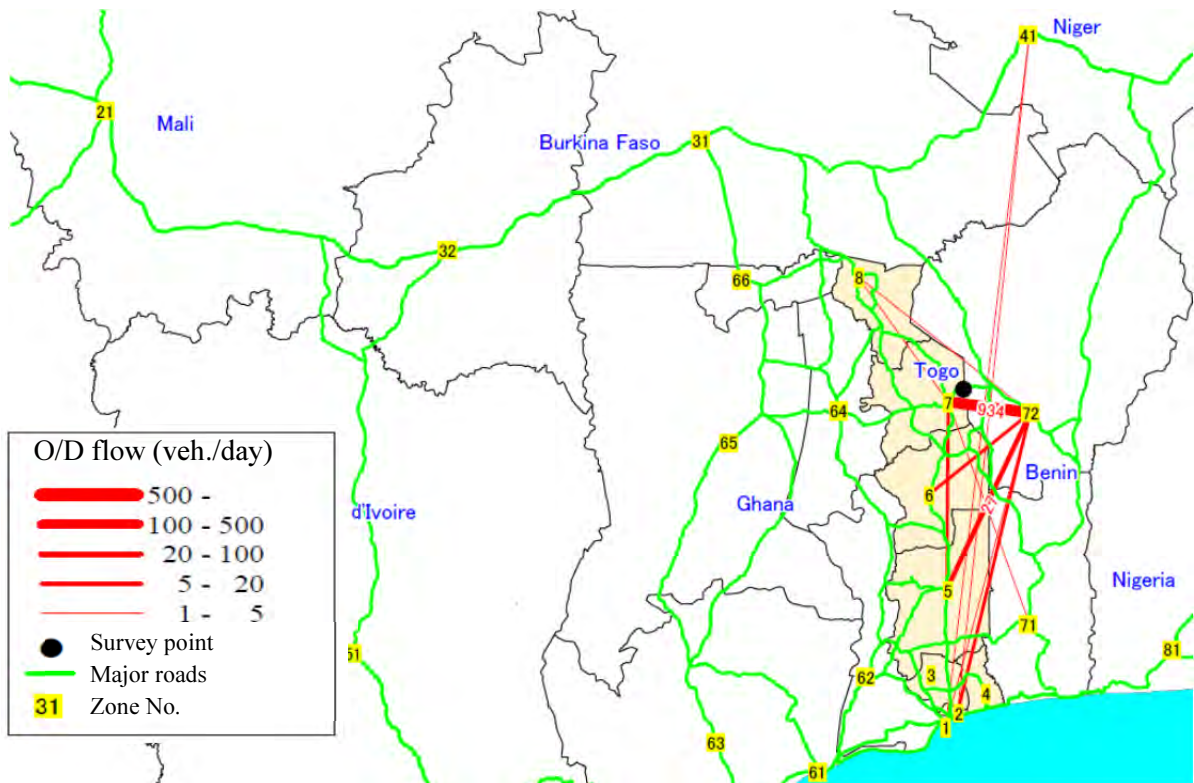 41
Niger
21
Mali
Burkina Faso
31
32
66
8
Togo
7
934
72
64
65
Benin
6
Ghana
27
d'Ivoire
5
Nigeria
71
51
81
62
3
4
2
1
63
61
O/D flow (veh./day)
500 -
100 - 500
20 - 100
5 - 20
1 - 5
Survey point
Major roads
31 Zone No.